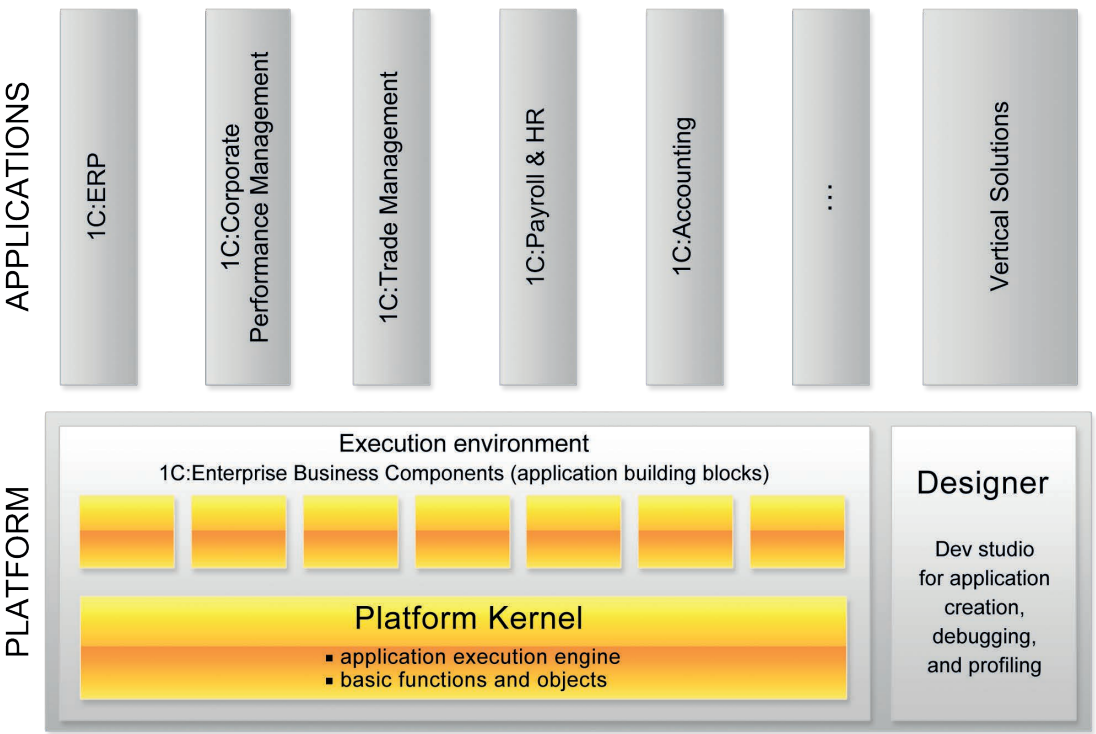 APPLICATIONS
1C:ERP
1C:Corporate
Performance Management
1C:Trade Management
1C:Payroll & HR
1C:Accounting
...
Vertical Solutions
PLATFORM
Execution environment
1C:Enterprise Business Components (application building blocks)
Platform Kernel
▪ application execution engine
▪ basic functions and objects
Designer
Dev studio
for application
creation,
debugging,
and profiling